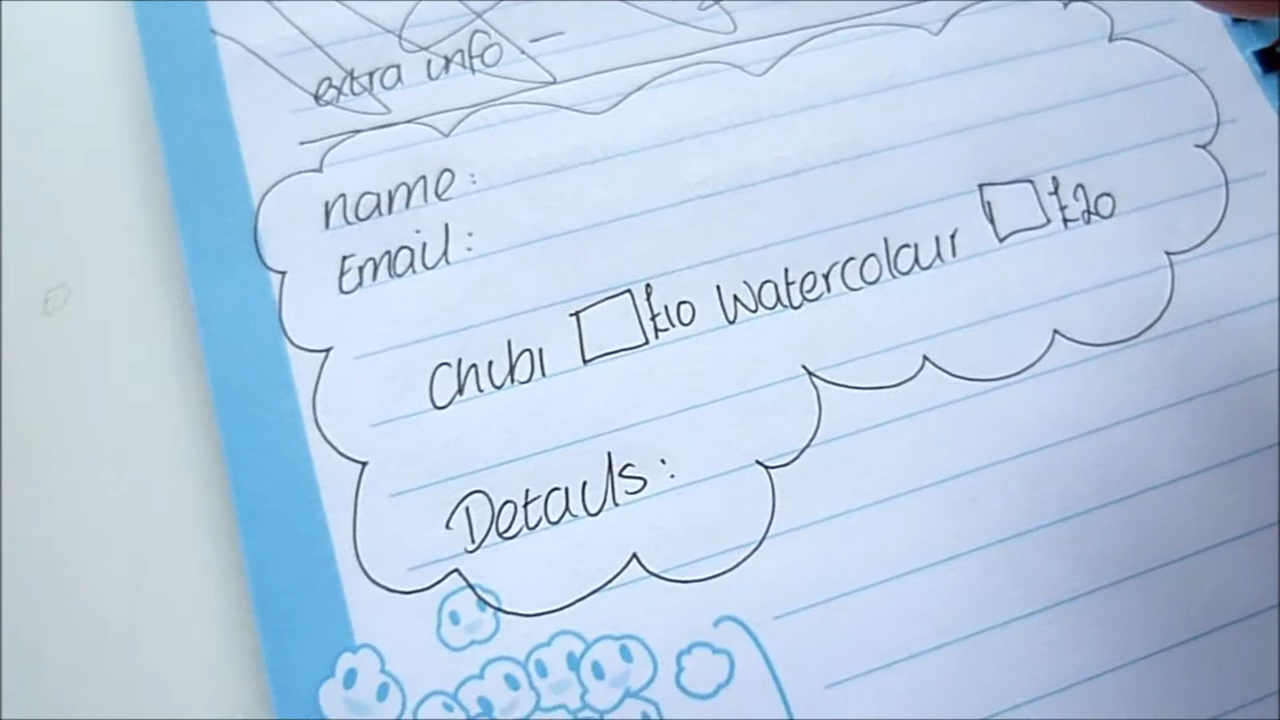 extra info -
name:
Email:
Chibi £10 Watercolour £20
Details: